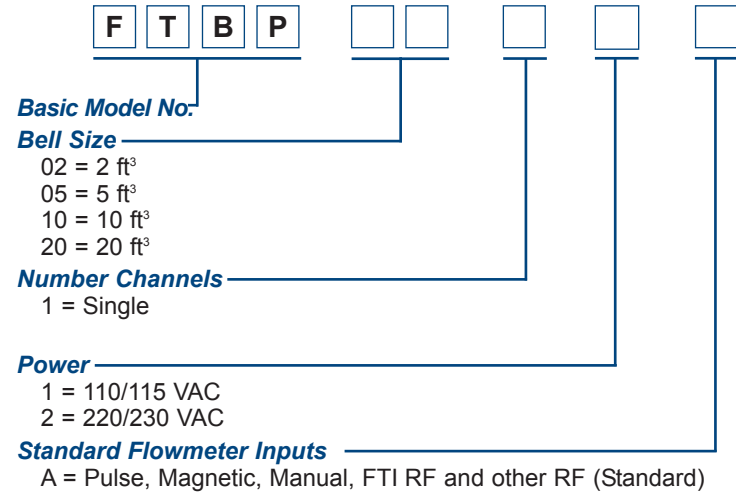 F T B P
Basic Model No.
Bell Size
02 = 2 ft³
05 = 5 ft³
10 = 10 ft³
20 = 20 ft³
Number Channels
1 = Single
Power
1 = 110/115 VAC
2 = 220/230 VAC
Standard Flowmeter Inputs
A = Pulse, Magnetic, Manual, FTI RF and other RF (Standard)